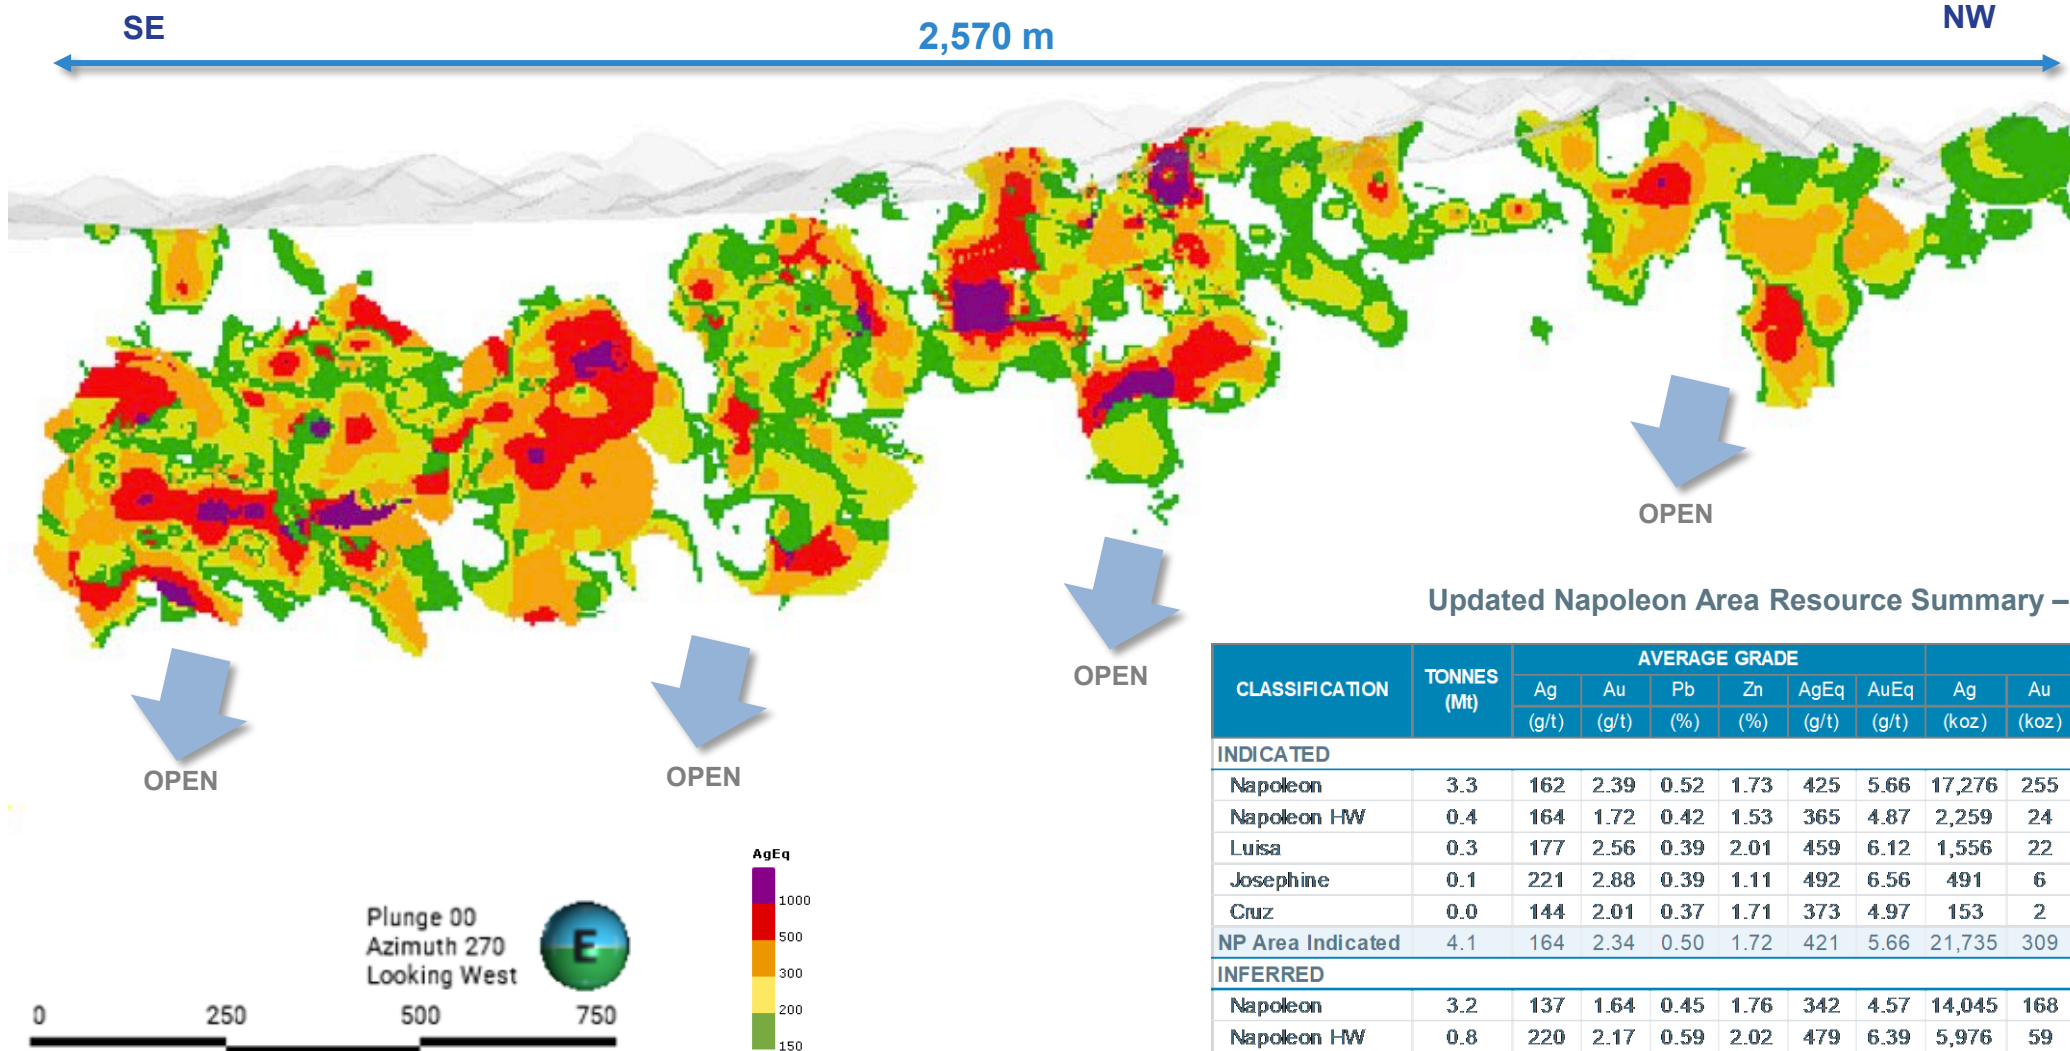 SE
2,570 m
NW
OPEN
OPEN
OPEN
OPEN
Updated Napoleon Area Resource Summary –
CLASSIFICATION TONNES (Mt) AVERAGE GRADE
Ag Au Pb Zn AgEq AuEq Ag Au
(g/t) (g/t) (%) (%) (g/t) (g/t) (koz) (koz)
INDICATED
Napoleon 3.3 162 2.39 0.52 1.73 425 5.66 17,276 255
Napoleon HW 0.4 164 1.72 0.42 1.53 365 4.87 2,259 24
Luisa 0.3 177 2.56 0.39 2.01 459 6.12 1,556 22
Josephine 0.1 221 2.88 0.39 1.11 492 6.56 491 6
Cruz 0.0 144 2.01 0.37 1.71 373 4.97 153 2
NP Area Indicated 4.1 164 2.34 0.50 1.72 421 5.66 21,735 309
INFERRED
Napoleon 3.2 137 1.64 0.45 1.76 342 4.57 14,045 168
Napoleon HW 0.8 220 2.17 0.59 2.02 479 6.39 5,976 59
AgEq
1000
500
300
200
150
Plunge 00
Azimuth 270
Looking West
E
0 250 500 750